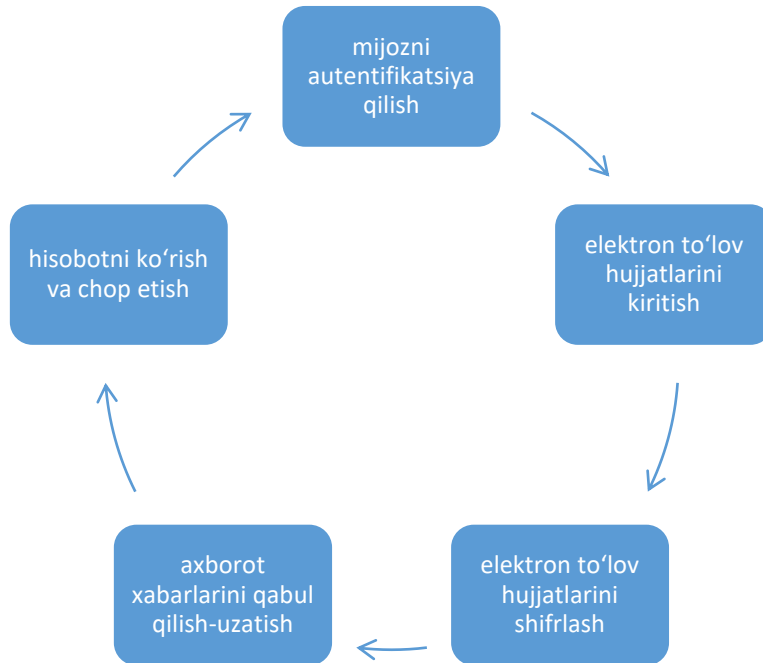 mijozni
autentifikatsiya
qilish
elektron to‘lov
hujjatlarini
kiritish
elektron to‘lov
hujjatlarini
shifrlash
axborot
xabarlarini qabul
qilish-uzatish
hisobotni ko‘rish
va chop etish